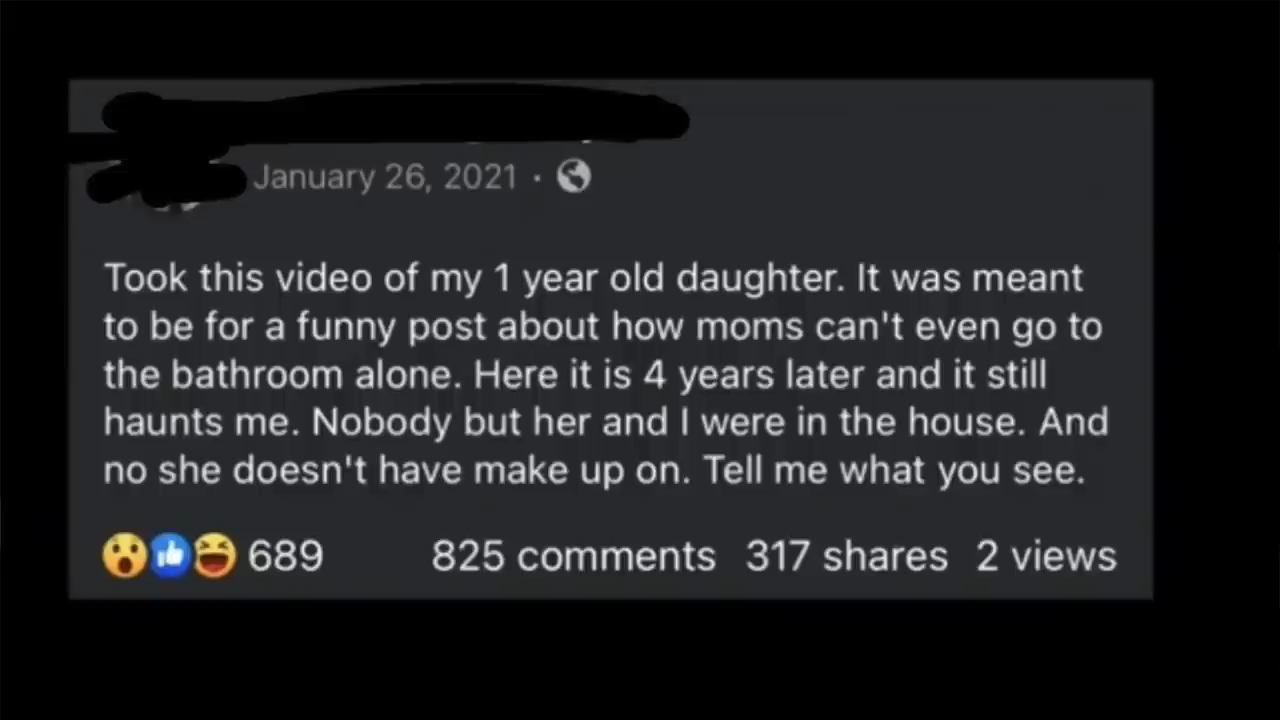 January 26, 2021 ·
Took this video of my 1 year old daughter. It was meant
to be for a funny post about how moms can't even go to
the bathroom alone. Here it is 4 years later and it still
haunts me. Nobody but her and I were in the house. And
no she doesn't have make up on. Tell me what you see.
689 825 comments 317 shares 2 views